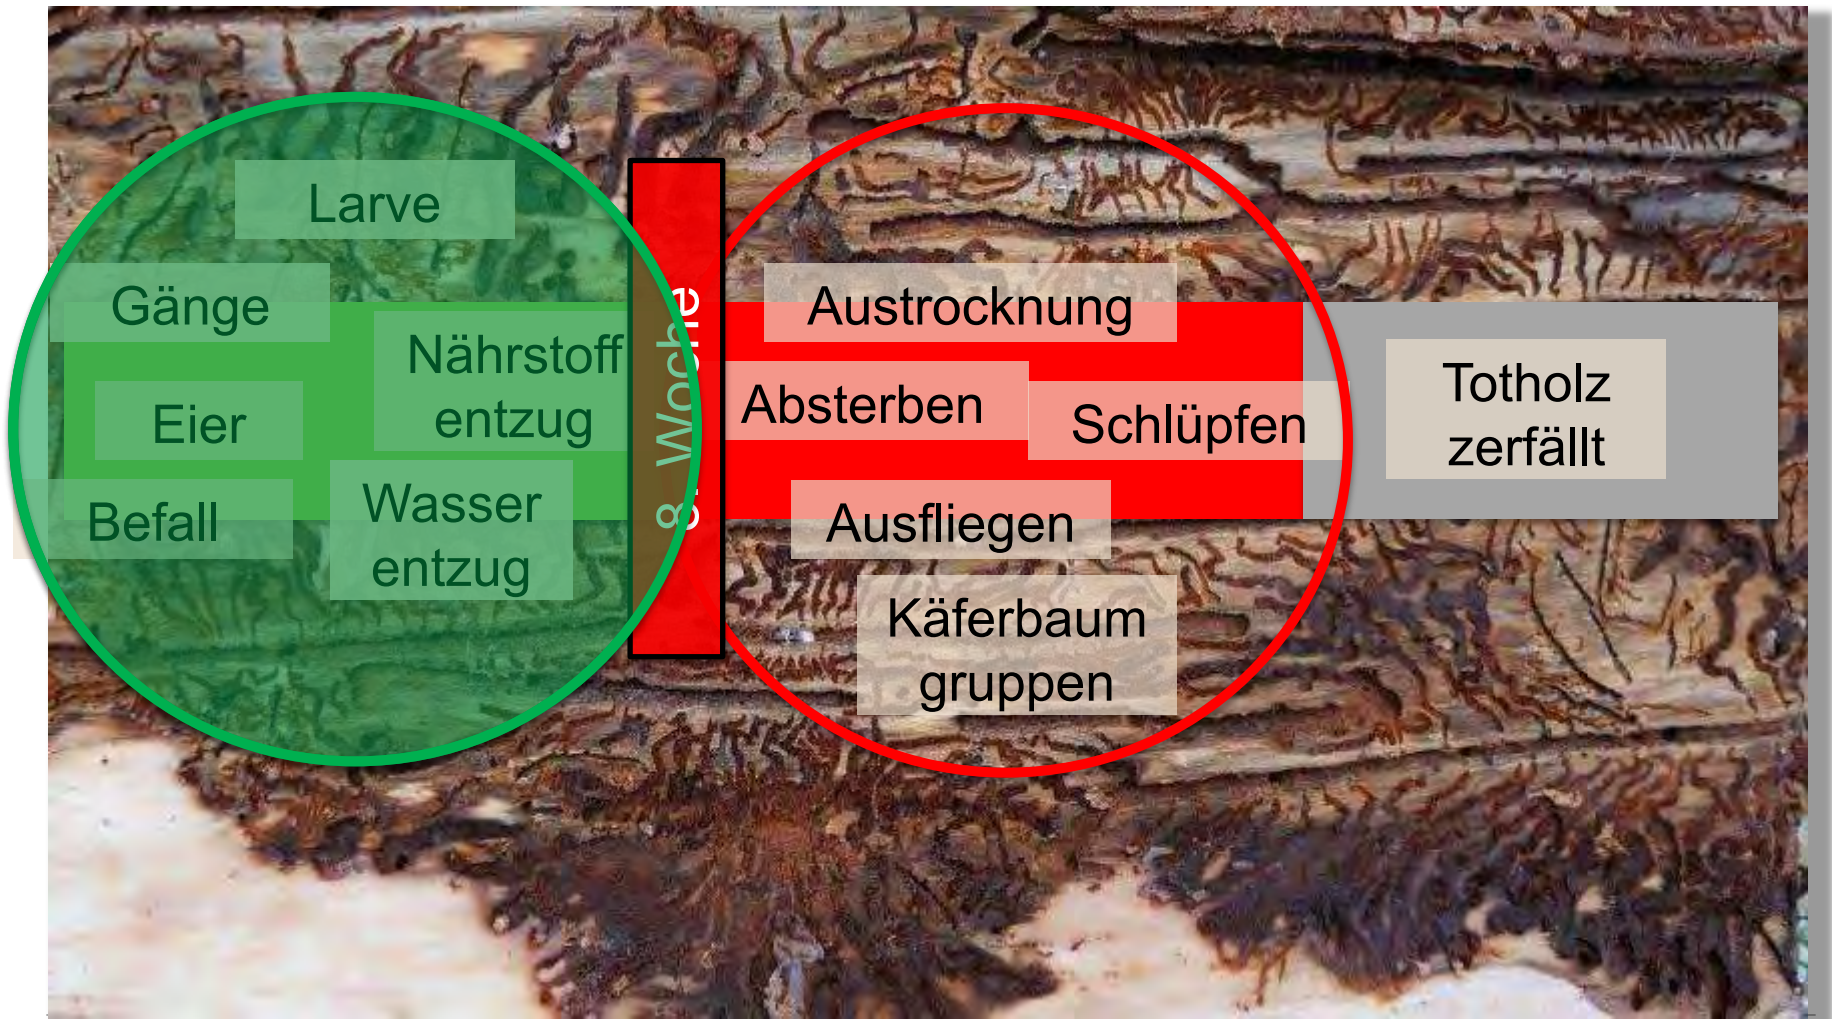 Larve
Gänge
Nährstoff
entzug
Eier
Befall
Wasser
entzug
8. Woche
Austrocknung
Absterben
Schlüpfen
Ausfliegen
Käferbaum
gruppen
Totholz
zerfällt